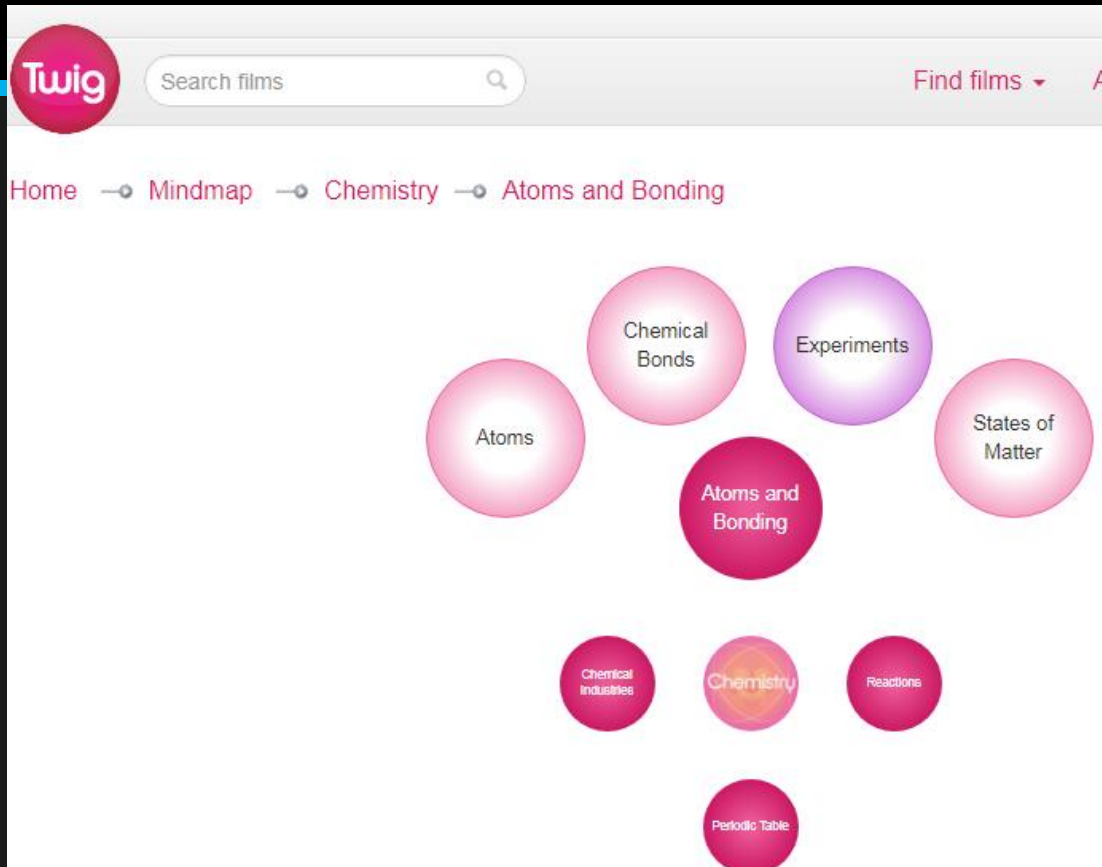 Twig
Search films
Find films
A
Home Mindmap Chemistry Atoms and Bonding
Chemical
Bonds
Experiments
Atoms
States of
Matter
Atoms and
Bonding
Chemical
Industries
Chemistry
Reactions
Periodic Table